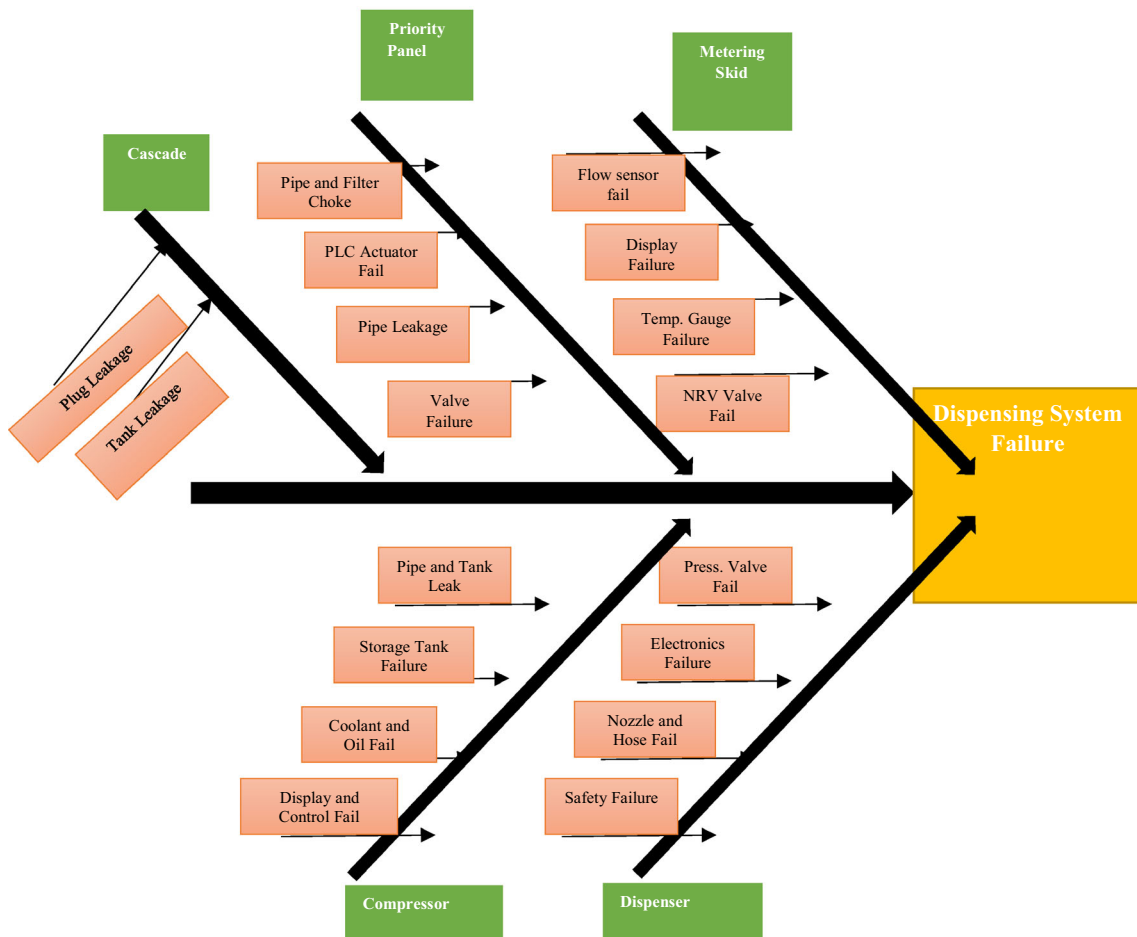 Priority
Panel
Metering
Skid
Cascade
Pipe and Filter
Choke
Flow sensor
fail
PLC Actuator
Fail
Display
Failure
Pipe Leakage
Temp. Gauge
Failure
Plug Leakage
Tank Leakage
Valve
Failure
NRV Valve
Fail
Dispensing System
Failure
Pipe and Tank
Leak
Press. Valve
Fail
Storage Tank
Failure
Electronics
Failure
Coolant and
Oil Fail
Nozzle and
Hose Fail
Display and
Control Fail
Safety Failure
Compressor
Dispenser